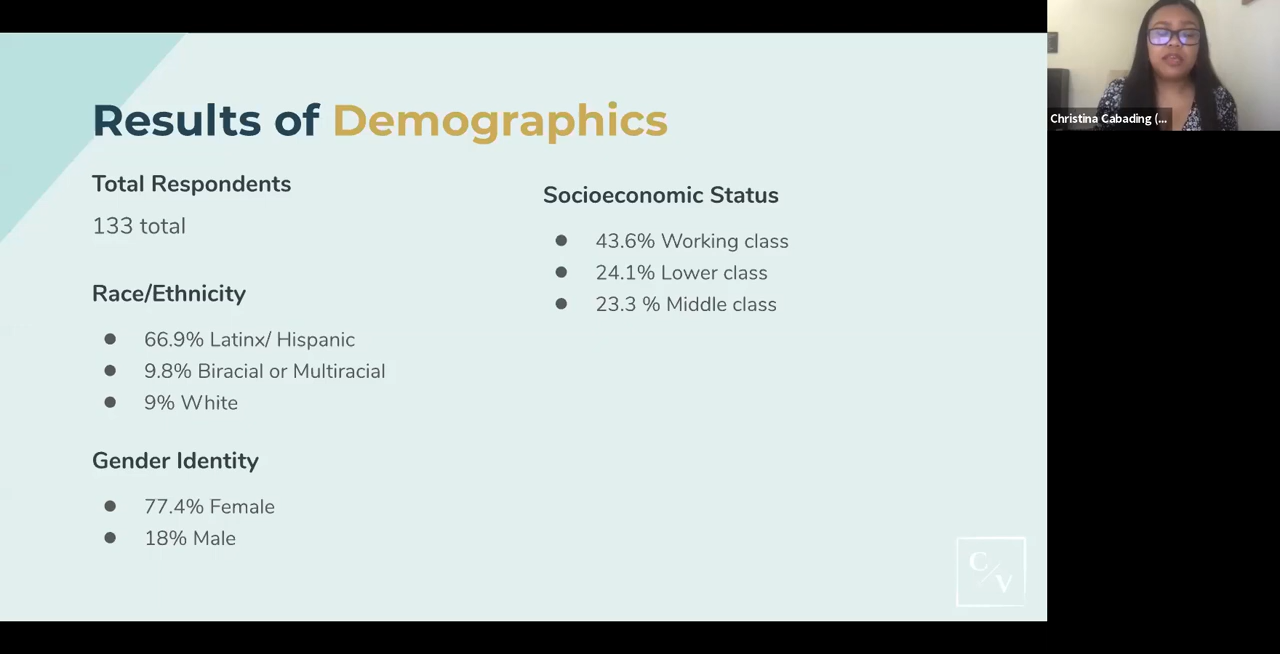 Results of Demographics
Total Respondents
133 total
Race/Ethnicity
66.9% Latinx/ Hispanic
9.8% Biracial or Multiracial
9% White
Gender Identity
77.4% Female
18% Male
Socioeconomic Status
43.6% Working class
24.1% Lower class
23.3 % Middle class
C/V
Christina Cabading (...